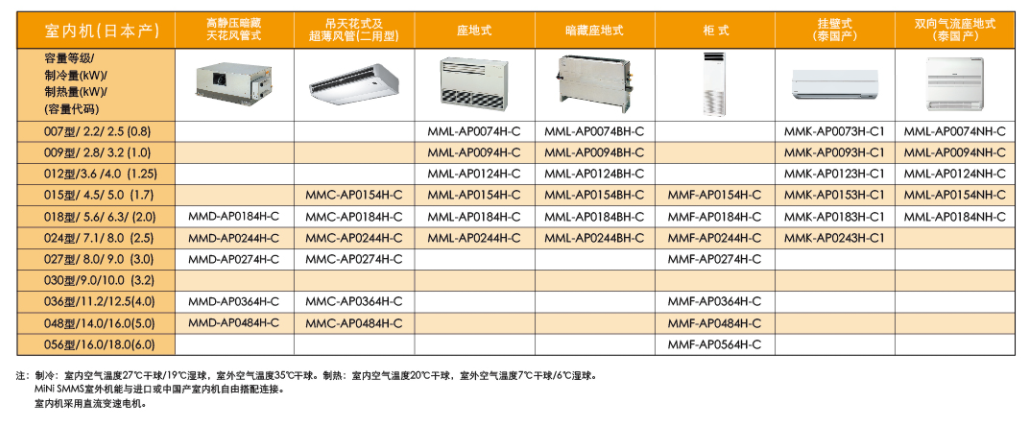 室内机(日本产) 高静压暗藏 吊天花式及 座地式 暗藏座地式 柜 式 挂壁式 双向气流座地式
天花风管式 超薄风管(二用型) (泰国产) (泰国产)
容量等级/
制冷量(kW)/
制热量(kW)/
(容量代码)
007型/ 2.2/ 2.5 (0.8) MML-AP0074H-C MML-AP0074BH-C MMK-AP0073H-C1 MML-AP0074NH-C
009型/ 2.8/ 3.2 (1.0) MML-AP0094H-C MML-AP0094BH-C MMK-AP0093H-C1 MML-AP0094NH-C
012型/3.6 /4.0 (1.25) MML-AP0124H-C MML-AP0124BH-C MMK-AP0123H-C1 MML-AP0124NH-C
015型/ 4.5/ 5.0 (1.7) MMC-AP0154H-C MML-AP0154H-C MML-AP0154BH-C MMF-AP0154H-C MMK-AP0153H-C1 MML-AP0154NH-C
018型/ 5.6/ 6.3/ (2.0) MMD-AP0184H-C MMC-AP0184H-C MML-AP0184H-C MML-AP0184BH-C MMF-AP0184H-C MMK-AP0183H-C1 MML-AP0184NH-C
024型/ 7.1/ 8.0 (2.5) MMD-AP0244H-C MMC-AP0244H-C MML-AP0244H-C MML-AP0244BH-C MMF-AP0244H-C MMK-AP0243H-C1
027型/ 8.0/ 9.0 (3.0) MMD-AP0274H-C MMC-AP0274H-C MMF-AP0274H-C
030型/9.0/10.0 (3.2)
036型/11.2/12.5(4.0) MMD-AP0364H-C MMC-AP0364H-C MMF-AP0364H-C
048型/14.0/16.0(5.0) MMD-AP0484H-C MMC-AP0484H-C MMF-AP0484H-C
056型/16.0/18.0(6.0) MMF-AP0564H-C
注：制冷：室内空气温度27℃干球/19℃湿球，室外空气温度35℃干球。制热：室内空气温度20℃干球，室外空气温度7℃干球/6℃湿球。
MiNi SMMS室外机能与进口或中国产室内机自由搭配连接。
室内机采用直流变速电机。